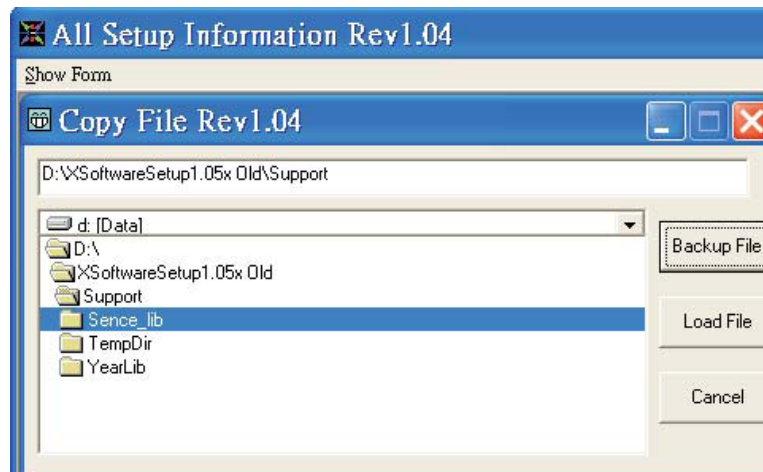 All Setup Information Rev1.04
Show Form
Copy File Rev1.04
D:\XSoftwareSetup1.05x Old\Support
d: [Data]
D:\
XSoftwareSetup1.05x Old
Support
Sence_lib
TempDir
YearLib
Backup File
Load File
Cancel